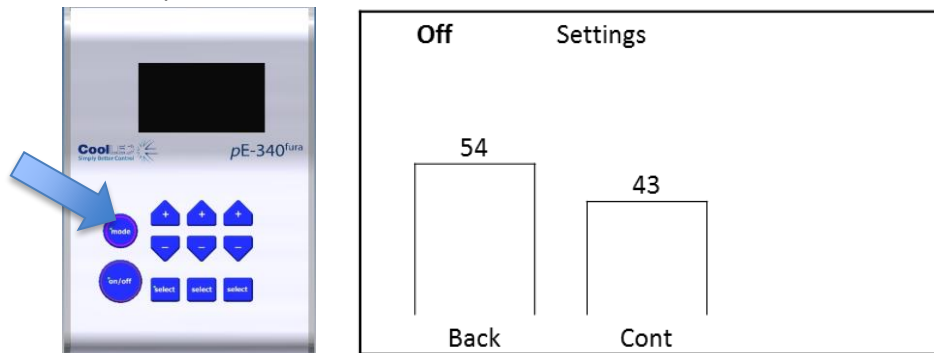 CoolLED
Simply Better Control
pE-340fura
mode
+
+
+
−
−
−
on/off
select
select
select
Off Settings
54
43
Back Cont